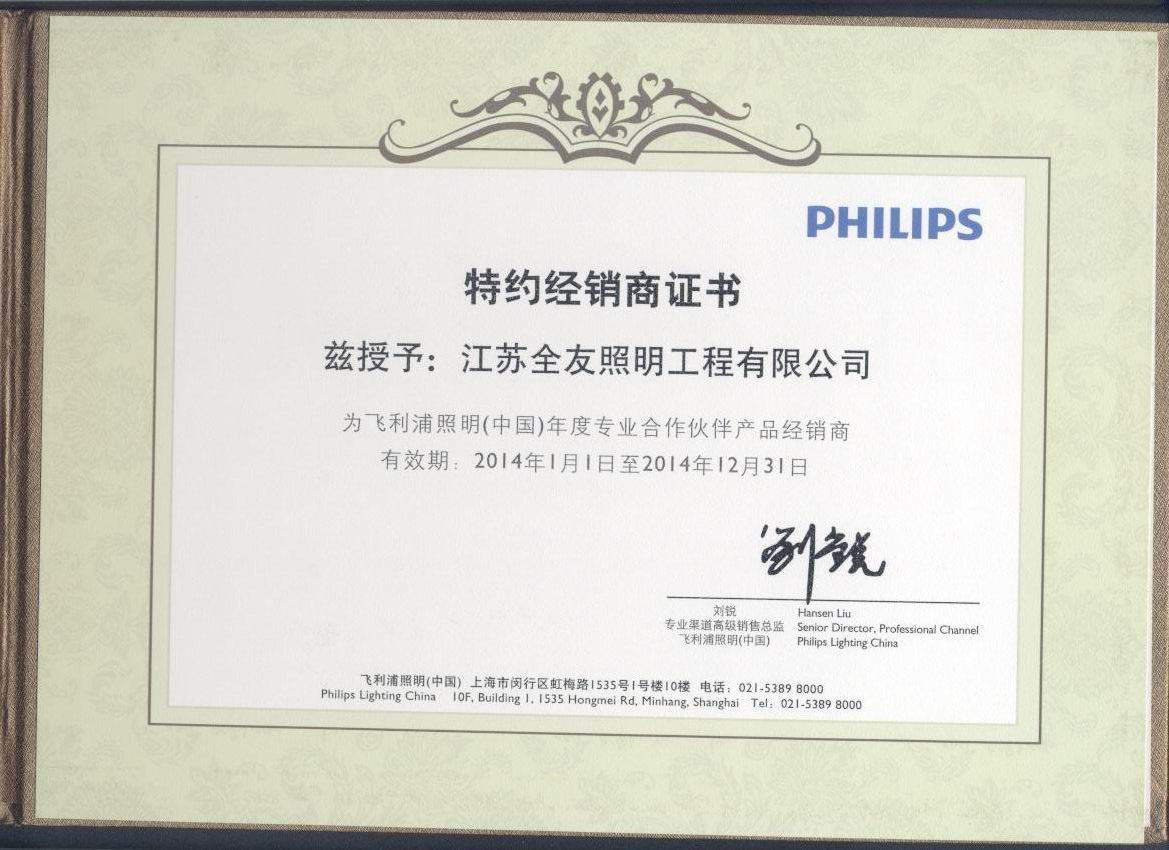 PHILIPS
特约经销商证书
兹授予：江苏全友照明工程有限公司
为飞利浦照明(中国)年度专业合作伙伴产品经销商
有效期：2014年1月1日至2014年12月31日
刘锐
刘锐 Hansen Liu
专业渠道高级销售总监 Senior Director, Professional Channel
飞利浦照明(中国) Philips Lighting China
飞利浦照明(中国) 上海市闵行区虹梅路1535号1号楼10楼 电话：021-5389 8000
Philips Lighting China 10F, Building 1, 1535 Hongmei Rd, Minhang, Shanghai Tel: 021-5389 8000